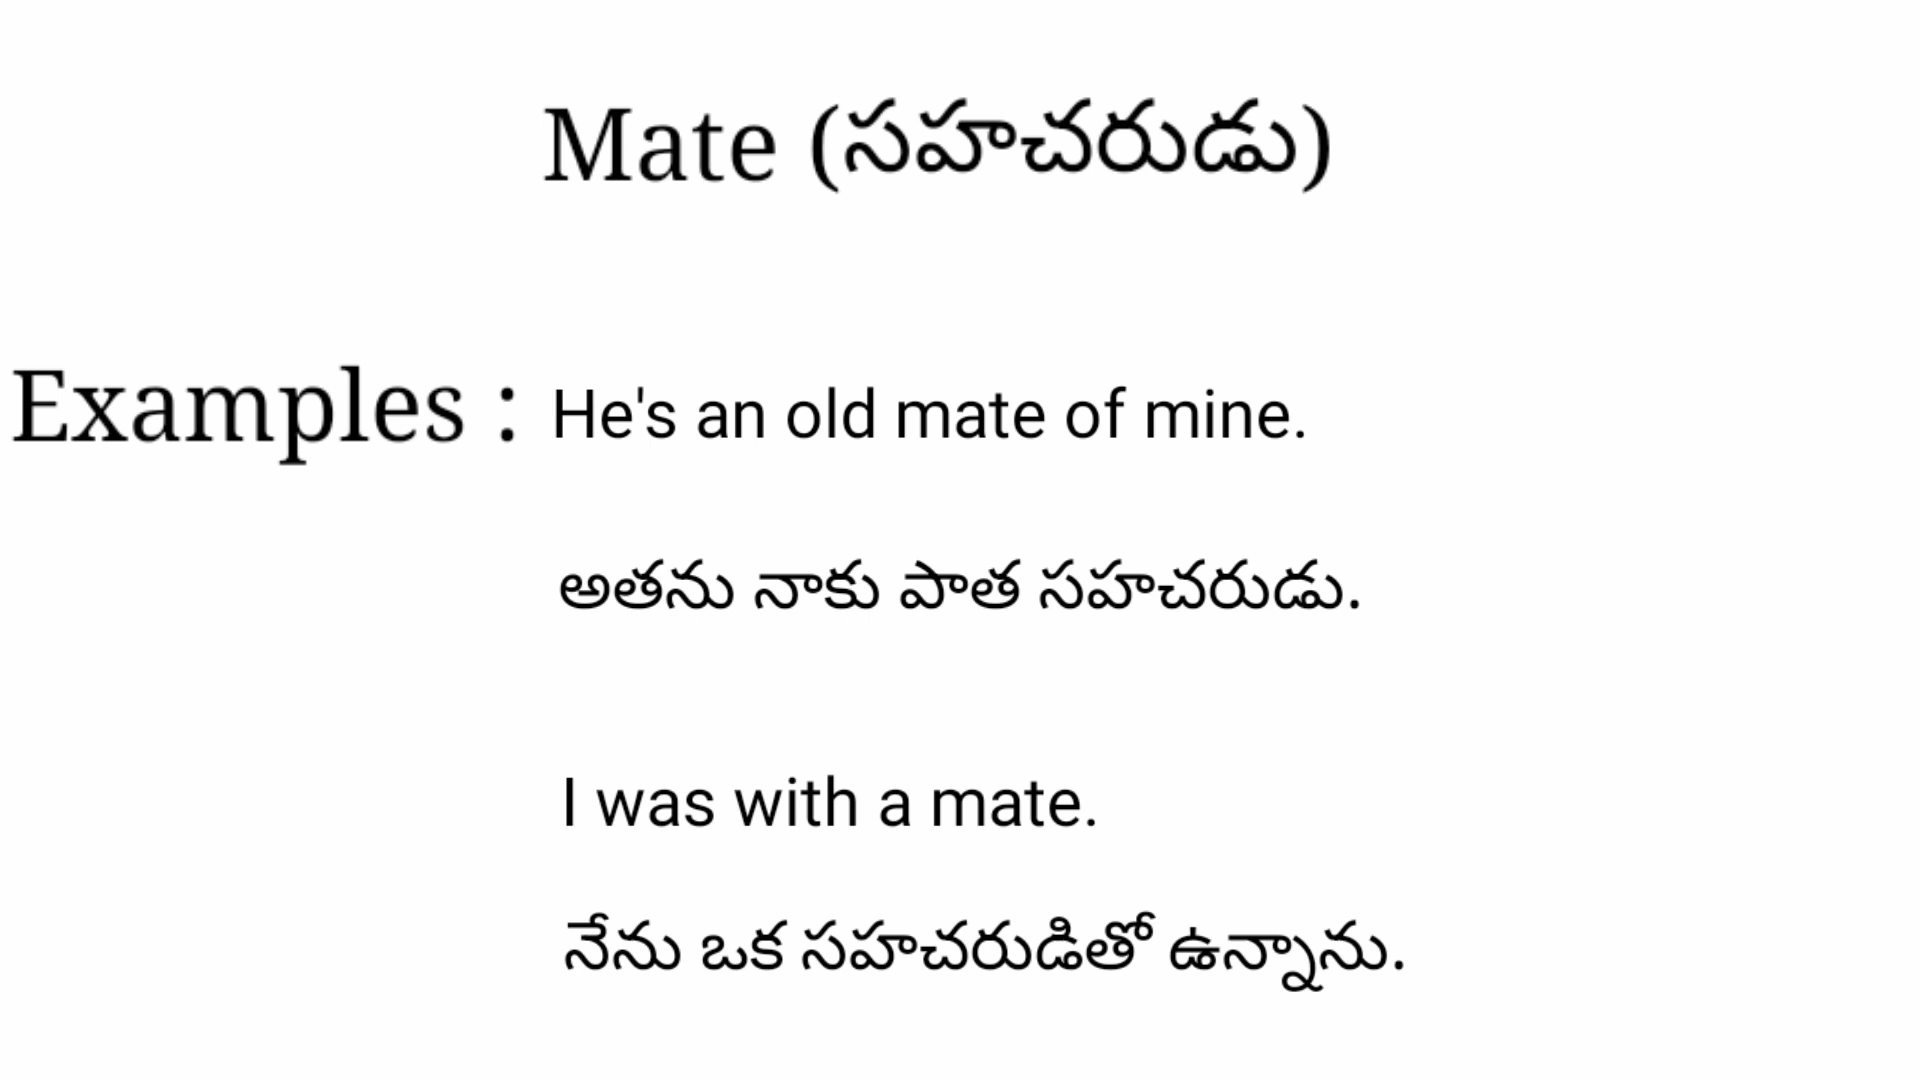 Mate (సహచరుడు)
Examples : He's an old mate of mine.
అతను నాకు పాత సహచరుడు.
I was with a mate.
నేను ఒక సహచరుడితో ఉన్నాను.